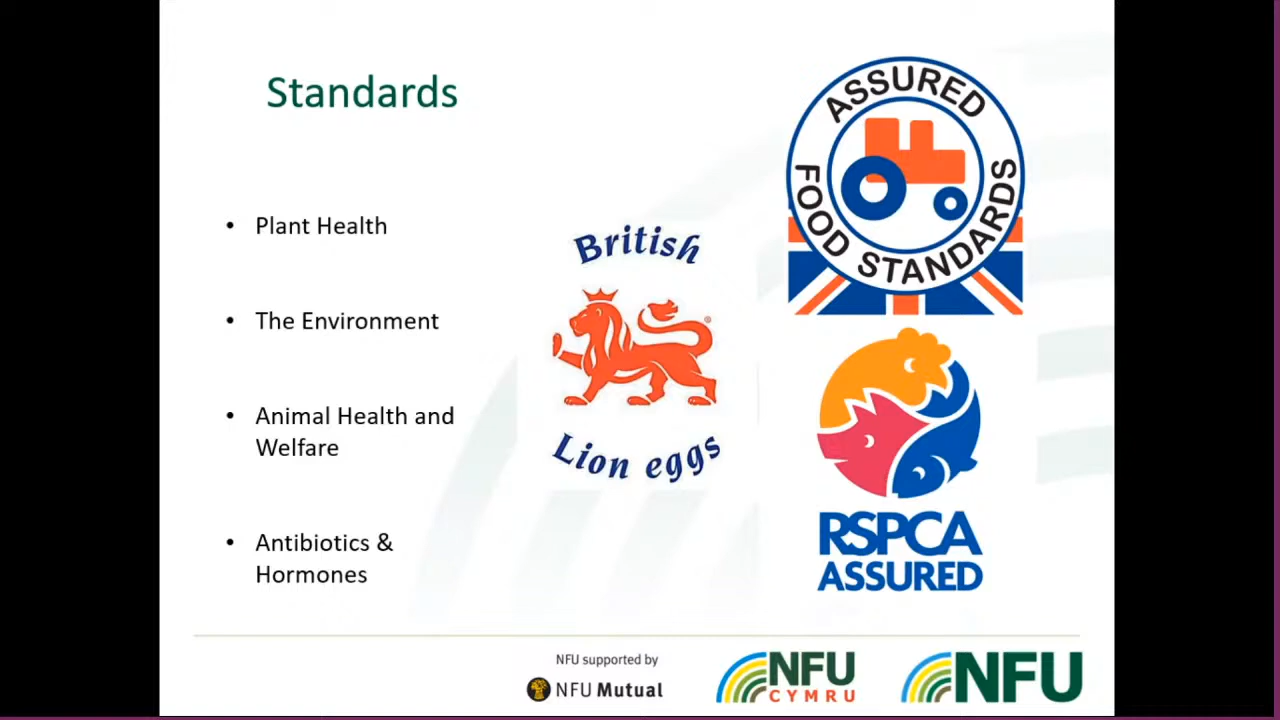 Standards
• Plant Health
• The Environment
• Animal Health and
Welfare
• Antibiotics &
Hormones
British
Lion eggs
ASSURED
FOOD STANDARDS
RSPCA
ASSURED
NFU supported by
NFU Mutual
NFU
CYMRU
NFU